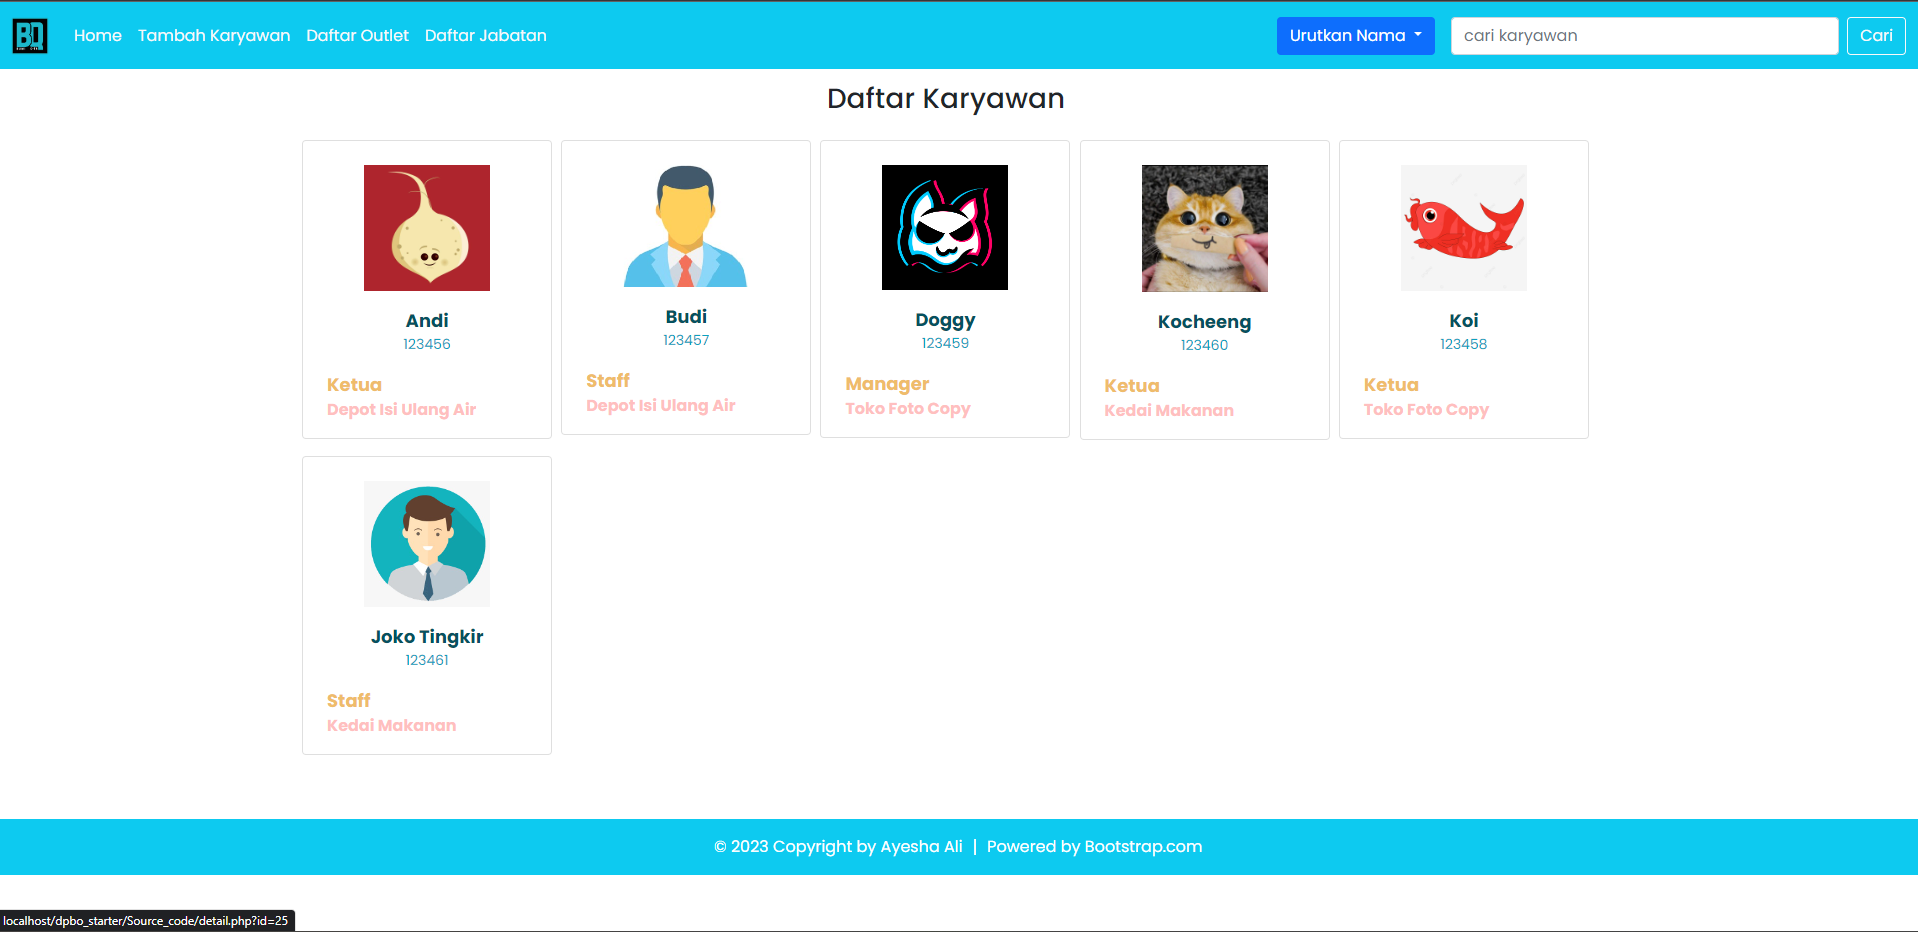 BD
Home
Tambah Karyawan
Daftar Outlet
Daftar Jabatan
Urutkan Nama
cari karyawan
Cari
Daftar Karyawan
Andi
123456
Ketua
Depot Isi Ulang Air
Budi
123457
Staff
Depot Isi Ulang Air
Doggy
123459
Manager
Toko Foto Copy
Kocheeng
123460
Ketua
Kedai Makanan
Koi
123458
Ketua
Toko Foto Copy
Joko Tingkir
123461
Staff
Kedai Makanan
© 2023 Copyright by Ayesha Ali | Powered by Bootstrap.com
localhost/dpbo_starter/Source_code/detail.php?id=25